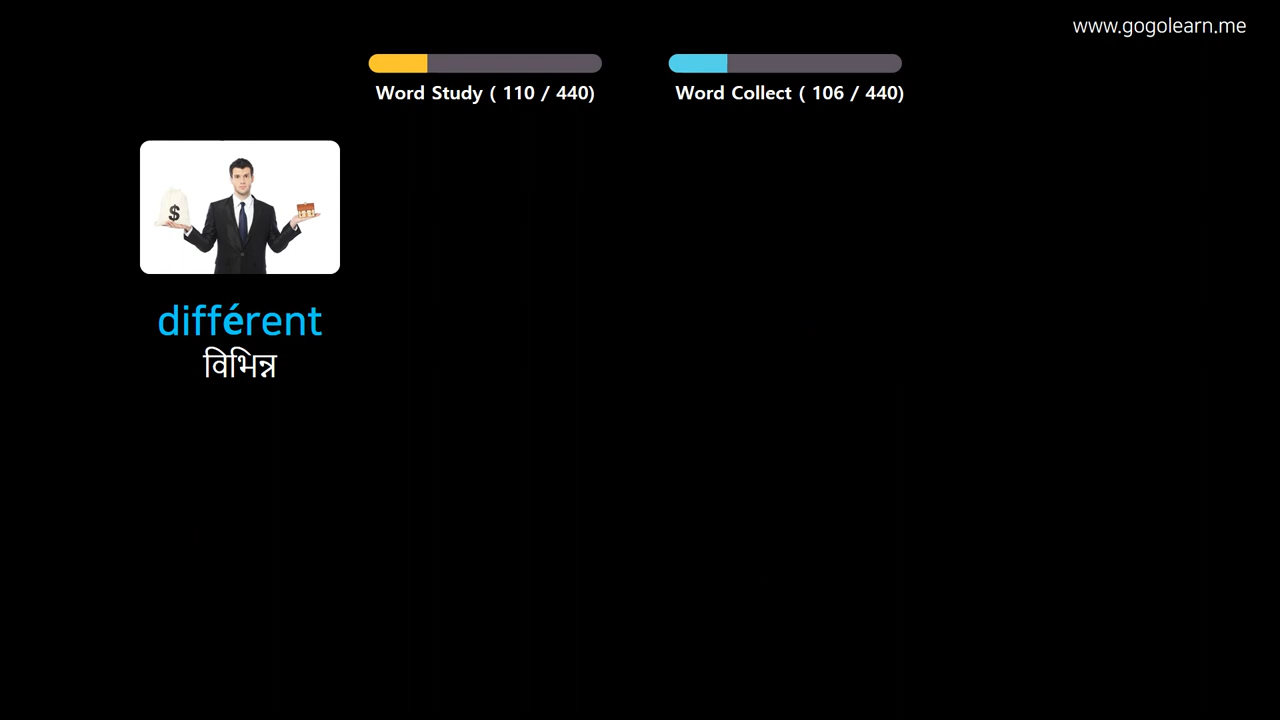 www.gogolearn.me
Word Study ( 110 / 440)
Word Collect ( 106 / 440)
$
différent
विभिन्न